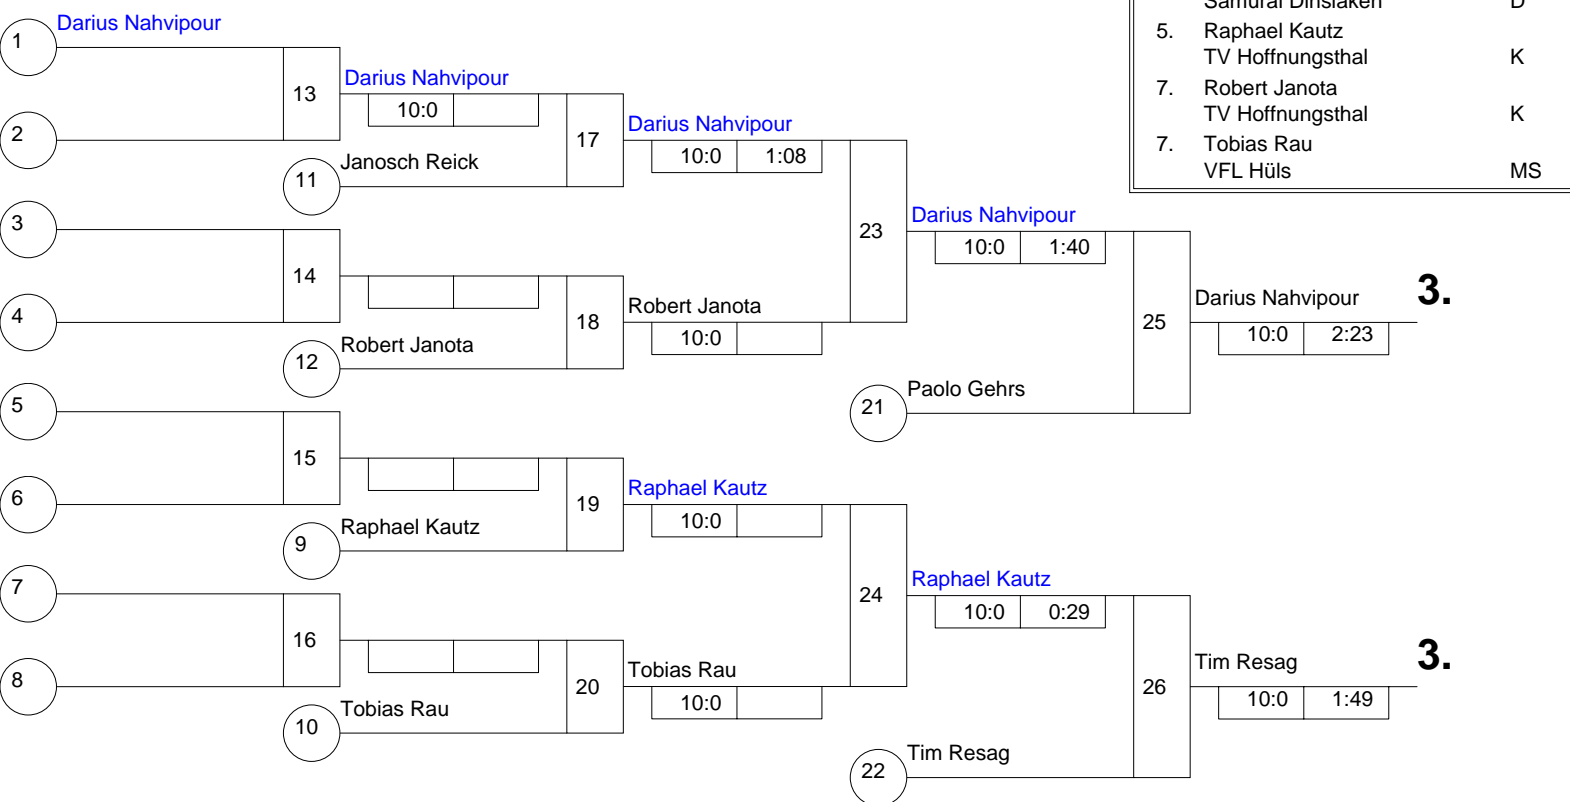 Samurai Dinslaken D
5. Raphael Kautz
TV Hoffnungsthal K
7. Robert Janota
TV Hoffnungsthal K
7. Tobias Rau
VFL Hüls MS
1 Darius Nahvipour
2
13 Darius Nahvipour
10:0
11 Janosch Reick
17 Darius Nahvipour
10:0 1:08
3
4
14
12 Robert Janota
18 Robert Janota
10:0
23 Darius Nahvipour
10:0 1:40
21 Paolo Gehrs
25 Darius Nahvipour 3.
10:0 2:23
5
6
15
9 Raphael Kautz
19 Raphael Kautz
10:0
7
8
16
10 Tobias Rau
20 Tobias Rau
10:0
24 Raphael Kautz
10:0 0:29
22 Tim Resag
26 Tim Resag 3.
10:0 1:49